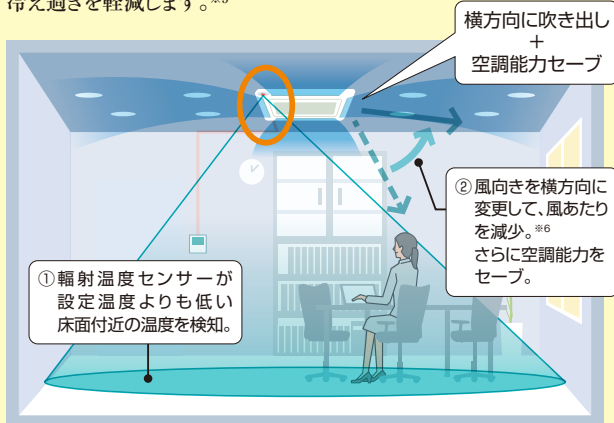 冷え過ぎを軽減します。※5
横方向に吹き出し
+
空調能力セーブ
②風向きを横方向に
変更して、風あたり
を減少。※6
さらに空調能力を
セーブ。
①輻射温度センサーが
設定温度よりも低い
床面付近の温度を検知。